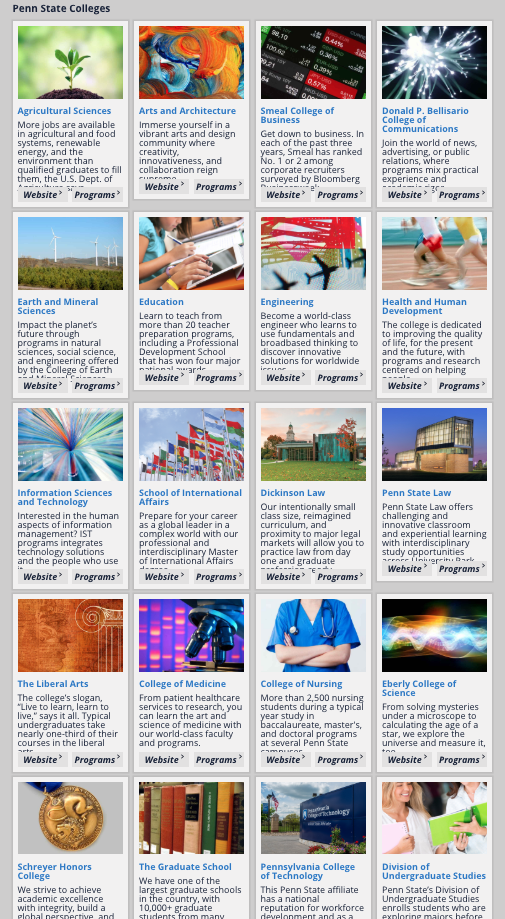 Penn State Colleges
Agricultural Sciences
More jobs are available
in agricultural and food
systems, renewable
energy, and the
environment than
qualified graduates to fill
them, the U.S. Dept. of
Website
Programs
Arts and Architecture
Immerse yourself in a
vibrant arts and design
community where
creativity,
innovativeness, and
collaboration reign
Website
Programs
Smeal College of
Business
Get down to business. In
each of the past three
years, Smeal has ranked
No. 1 or 2 among
corporate recruiters
surveyed by Bloomberg
Website
Programs
Donald P. Bellisario
College of
Communications
Join the world of news,
advertising, or public
relations, where
programs mix practical
experience and
Website
Programs
Earth and Mineral
Sciences
Impact the planet's
future through
programs in natural
sciences, social science,
and engineering offered
by the College of Earth
Website
Programs
Education
Learn to teach from
more than 20 teacher
preparation programs,
including a Professional
Development School
that has won four major
Website
Programs
Engineering
Become a world-class
engineer who learns to
use fundamentals and
broadbased thinking to
discover innovative
solutions for worldwide
Website
Programs
Health and Human
Development
The college is dedicated
to improving the quality
of life, for the present
and the future, with
programs and research
centered on helping
Website
Programs
Information Sciences
and Technology
Interested in the human
aspects of information
management? IST
programs integrates
technology solutions
and the people who use
Website
Programs
School of International
Affairs
Prepare for your career
as a global leader in a
complex world with our
professional and
interdisciplinary Master
of International Affairs
Website
Programs
Dickinson Law
Our intentionally small
class size, reimagined
curriculum, and
proximity to major legal
markets will allow you to
practice law from day
one and graduate
Website
Programs
Penn State Law
Penn State Law offers
challenging and
innovative classroom
and experiential learning
with interdisciplinary
study opportunities
Website
Programs
The Liberal Arts
The college's slogan,
"Live to learn, learn to
live," says it all. Typical
undergraduates take
nearly one-third of their
courses in the liberal
Website
Programs
College of Medicine
From patient healthcare
services to research, you
can learn the art and
science of medicine with
our world-class faculty
and programs.
Website
Programs
College of Nursing
More than 2,500 nursing
students during a typical
year study in
baccalaureate, master's,
and doctoral programs
at several Penn State
Website
Programs
Eberly College of
Science
From solving mysteries
under a microscope to
calculating the age of a
star, we explore the
universe and measure it,
Website
Programs
Schreyer Honors
College
We strive to achieve
academic excellence
with integrity, build a
global perspective, and
The Graduate School
We have one of the
largest graduate schools
in the country, with
10,000+ graduate
students from many
Pennsylvania College
of Technology
This Penn State affiliate
has a national
reputation for workforce
development and as a
Division of
Undergraduate Studies
Penn State's Division of
Undergraduate Studies
enrolls students who are
exploring majors before